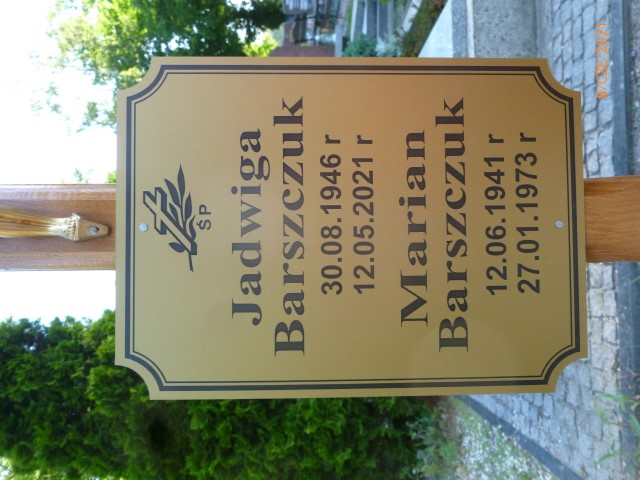 ŚP
Jadwiga
Barszczuk
30.08.1946 r
12.05.2021 r
Marian
Barszczuk
12.06.1941 r
27.01.1973 r